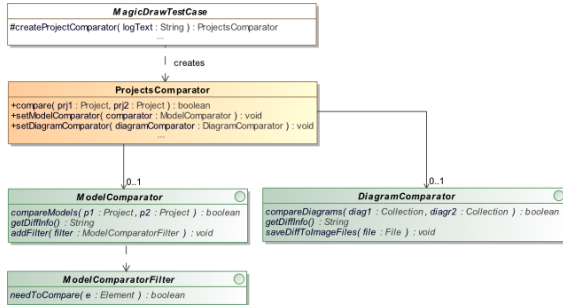 MagicDrawTestCase
#createProjectComparator( logText : String ) : ProjectsComparator
...
creates
ProjectsComparator
+compare( prj1 : Project, prj2 : Project ) : boolean
+setModelComparator( comparator : ModelComparator ) : void
+setDiagramComparator( diagramComparator : DiagramComparator ) : void
...
0..1
0..1
ModelComparator
compareModels( p1 : Project, p2 : Project ) : boolean
getDiffInfo() : String
addFilter( filter : ModelComparatorFilter ) : void
DiagramComparator
compareDiagrams( diag1 : Collection, diagr2 : Collection ) : boolean
getDiffInfo() : String
saveDiffToImageFiles( file : File ) : void
ModelComparatorFilter
needToCompare( e : Element ) : boolean